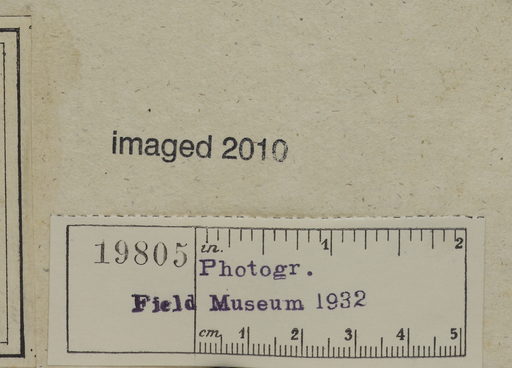 imaged 2010
19805
in. 1 2
Photogr.
Field Museum 1932
cm 1 2 3 4 5